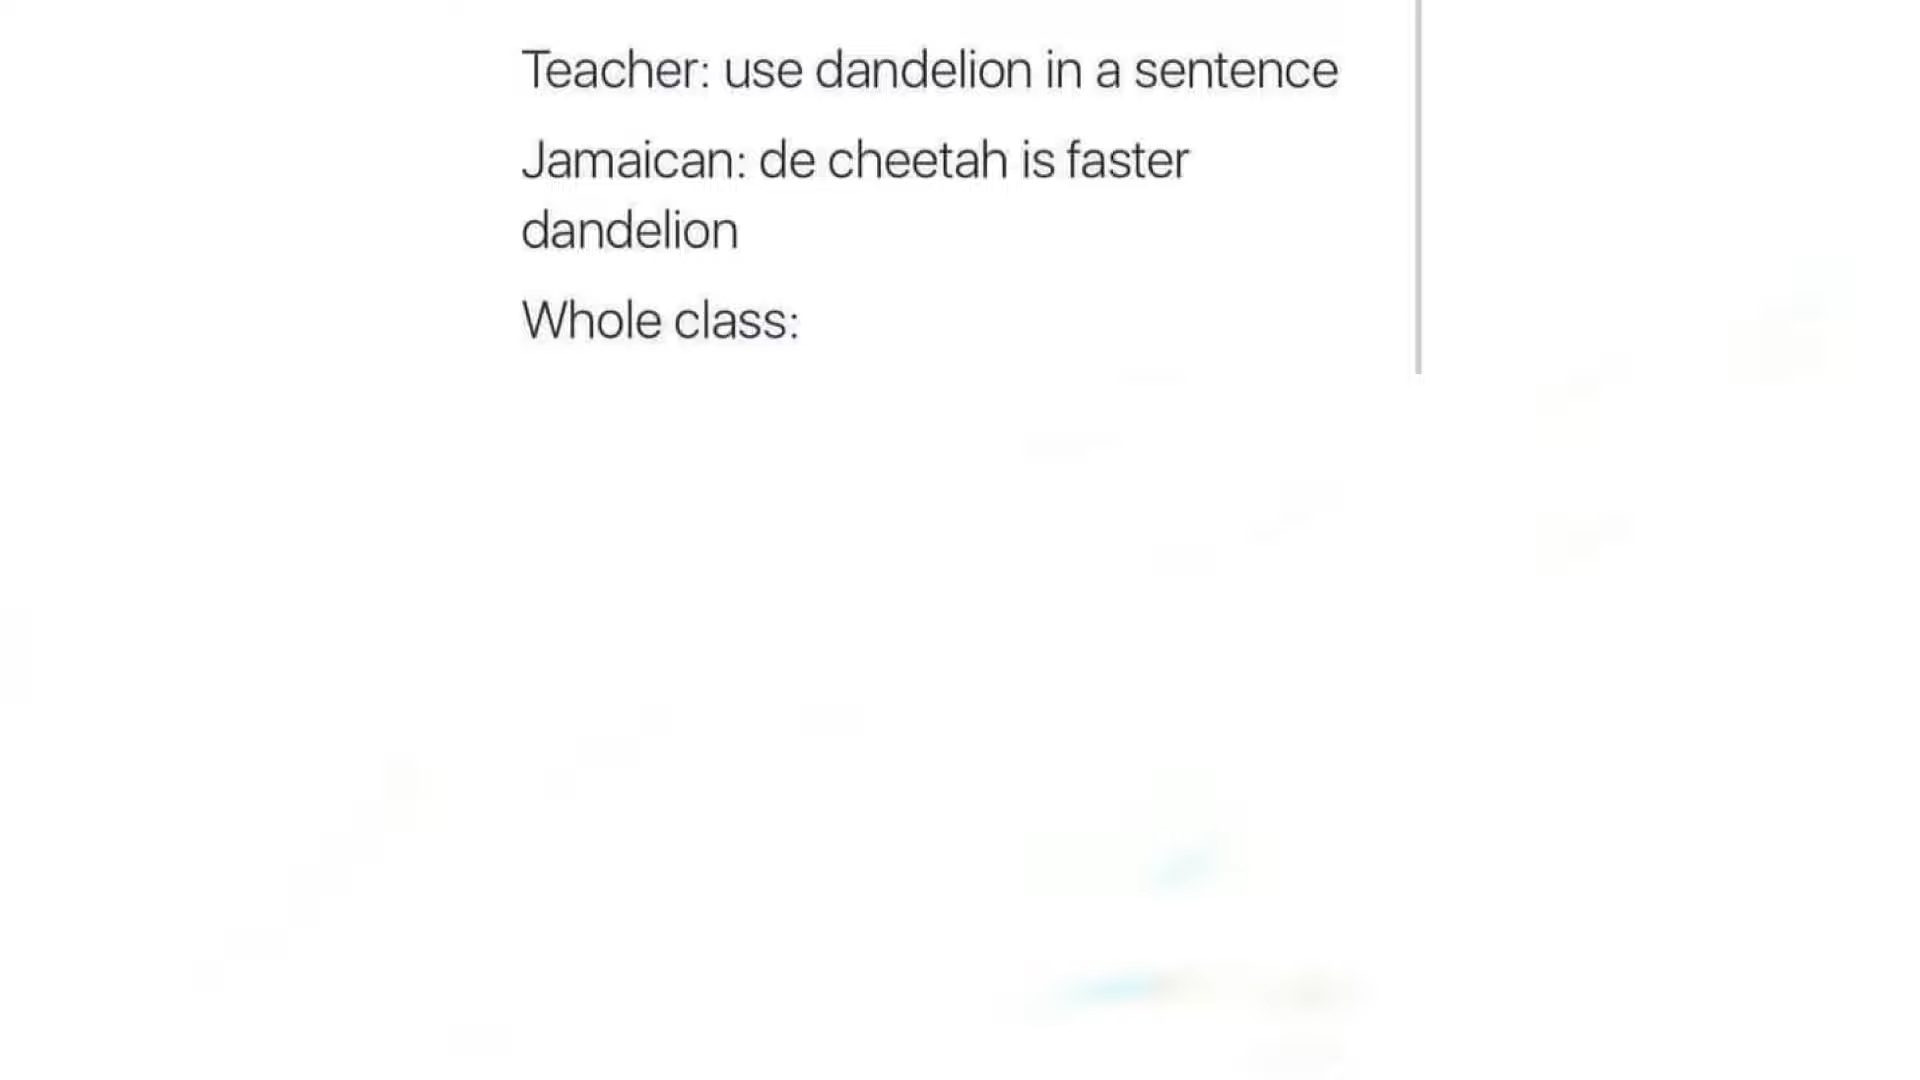 Teacher: use dandelion in a sentence
Jamaican: de cheetah is faster
dandelion
Whole class: